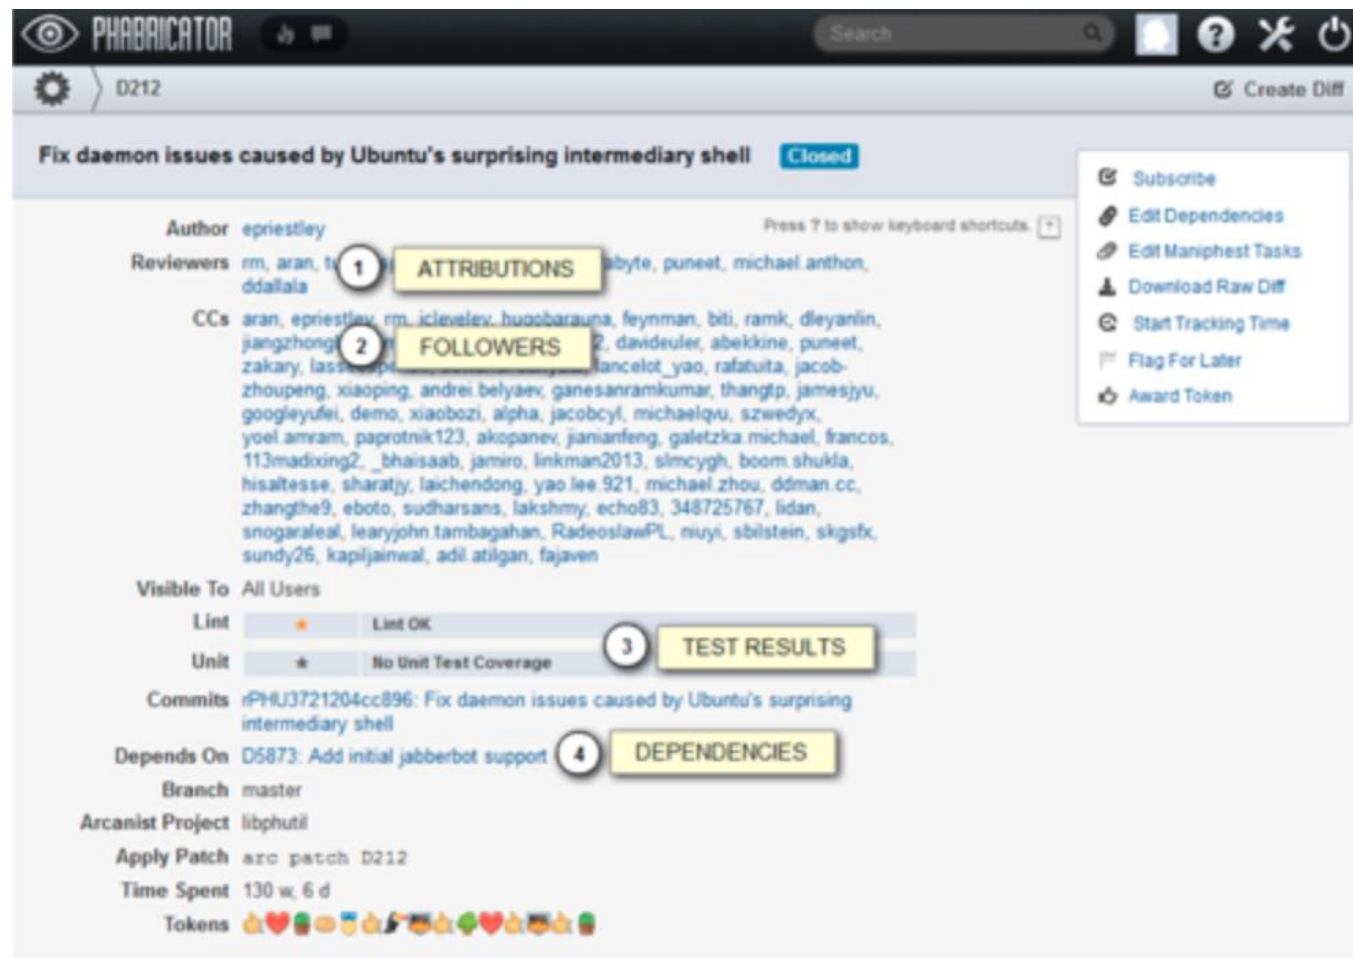 PHABRICATOR
Search
D212
Create Diff
Fix daemon issues caused by Ubuntu's surprising intermediary shell Closed
Subscribe
Edit Dependencies
Edit Maniphest Tasks
Download Raw Diff
Start Tracking Time
Flag For Later
Award Token
Author epriestley
Press ? to show keyboard shortcuts.
Reviewers rm, aran, 1 ATTRIBUTIONS puneet, michael.anthon,
ddallala
CCs aran, epriestley, rm, jcleveley, hugobarauna, feynman, biti, ramk, dleyanlin,
2 FOLLOWERS davideuler, abekkine, puneet,
zakary, lancelot_yao, rafatuita, jacob-
zhoupeng, xiaoping, andrei.belyaev, ganesanramkumar, thangtp, jamesjyu,
googleyufei, demo, xiaobozi, alpha, jacobcyl, michaelqvu, szwedyx,
yoel.amram, paprotnik123, akopanev, jianianfeng, galetzka.michael, francos,
113madixing2, _bhaisaab, jamiro, linkman2013, slmcygh, boom.shukla,
hisaltesse, sharatjy, laichendong, yao.lee.921, michael.zhou, ddman.cc,
zhangthe9, eboto, sudharsans, lakshmy, echo83, 348725767, lidan,
snogaraleal, learyjohn.tambagahan, RadeoslawPL, niuyi, sbilstein, skgsfx,
sundy26, kapiljainwal, adil.atilgan, fajaven
Visible To All Users
Lint Lint OK
3 TEST RESULTS
Unit No Unit Test Coverage
Commits rPHU3721204cc896: Fix daemon issues caused by Ubuntu's surprising
intermediary shell
Depends On D5873: Add initial jabberbot support 4 DEPENDENCIES
Branch master
Arcanist Project libphutil
Apply Patch arc patch D212
Time Spent 130 w, 6 d
Tokens